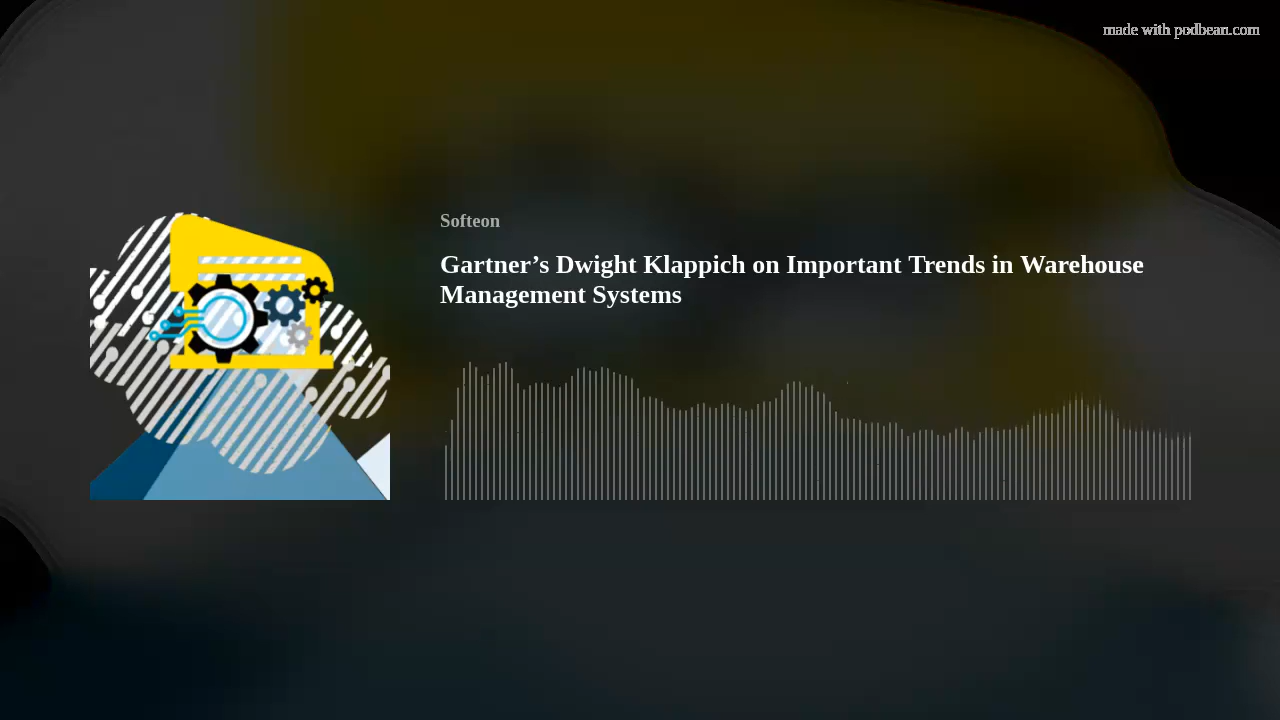 made with podbean.com
Softeon
Gartner’s Dwight Klappich on Important Trends in Warehouse
Management Systems